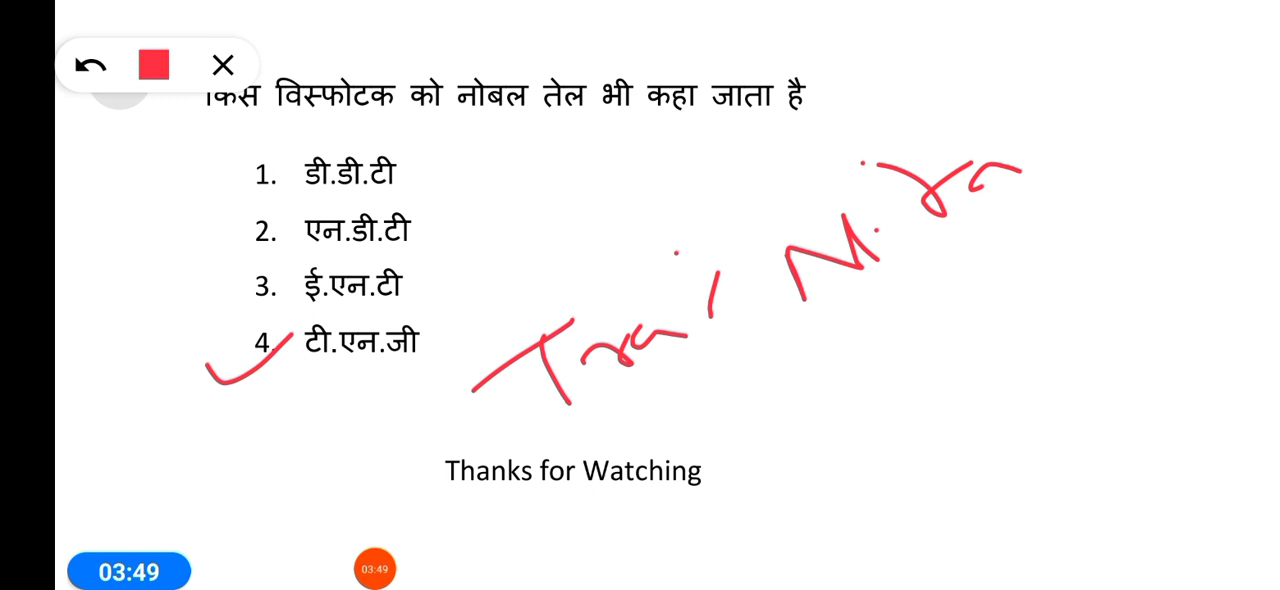 किस विस्फोटक को नोबल तेल भी कहा जाता है
1. डी.डी.टी
2. एन.डी.टी
3. ई.एन.टी
4. टी.एन.जी
Thanks for Watching
03:49
03:49